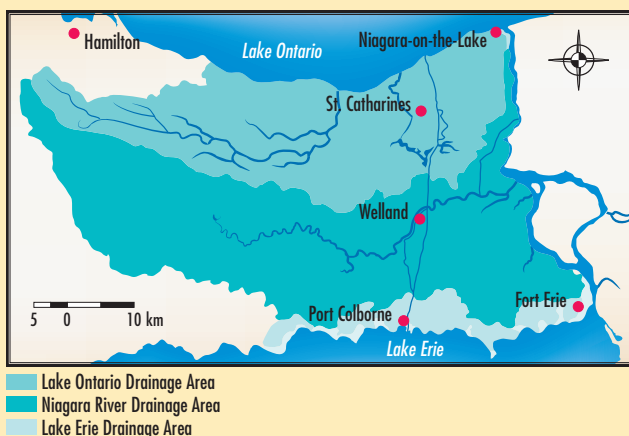 Hamilton
Lake Ontario
Niagara-on-the-Lake
St. Catharines
Welland
Port Colborne
Fort Erie
Lake Erie
5 0 10 km
Lake Ontario Drainage Area
Niagara River Drainage Area
Lake Erie Drainage Area